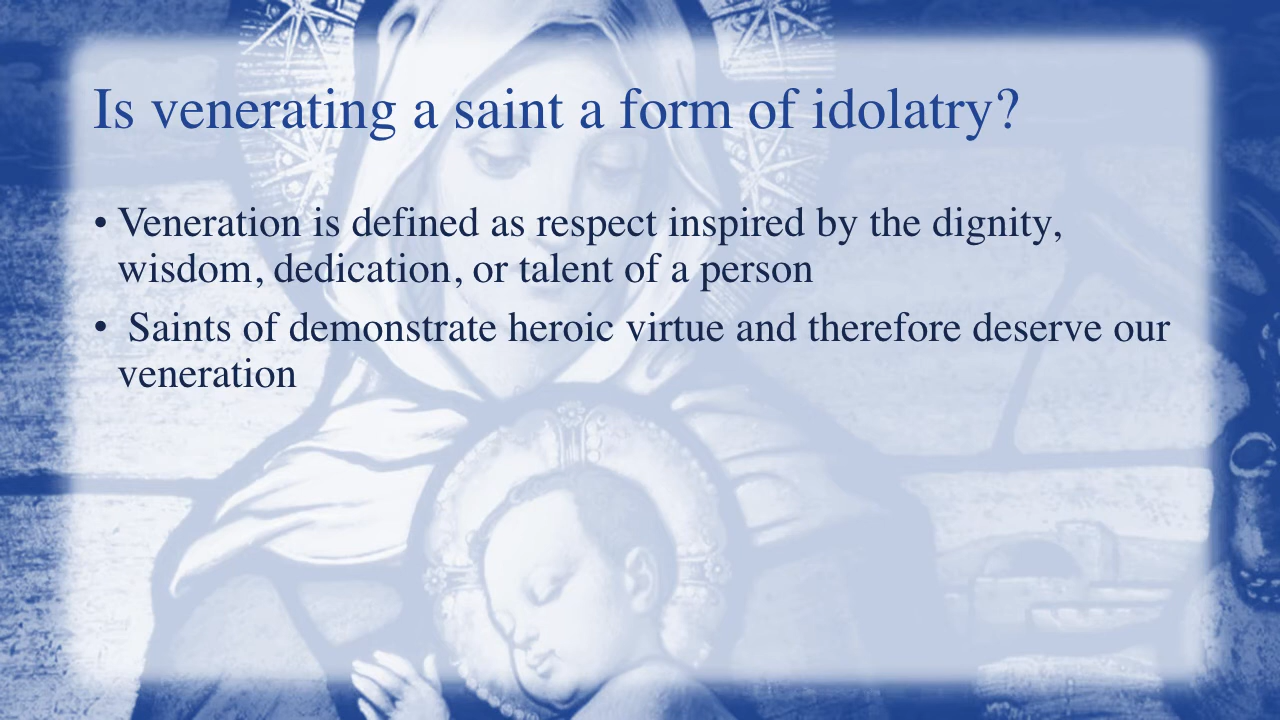 Is venerating a saint a form of idolatry?
• Veneration is defined as respect inspired by the dignity,
wisdom, dedication, or talent of a person
• Saints of demonstrate heroic virtue and therefore deserve our
veneration